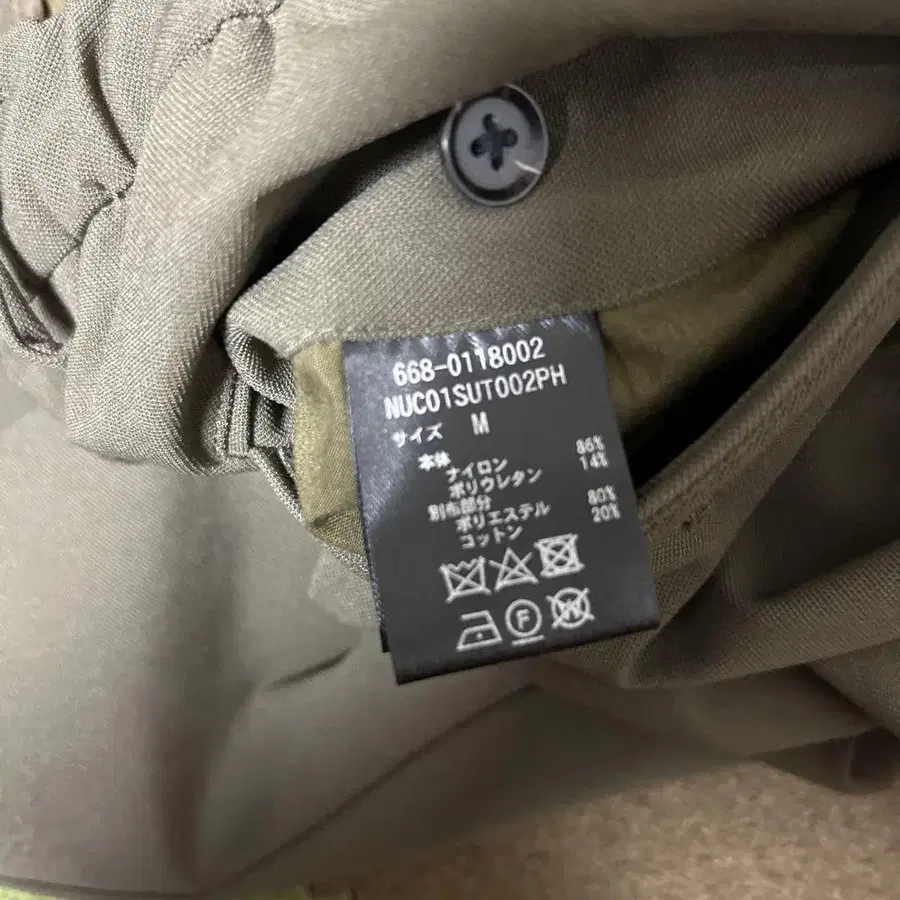 668-0118002
NUC01SUT002PH
サイズ M
本体
ナイロン 86%
ポリウレタン 14%
別布部分
ポリエステル 80%
コットン 20%
F
W